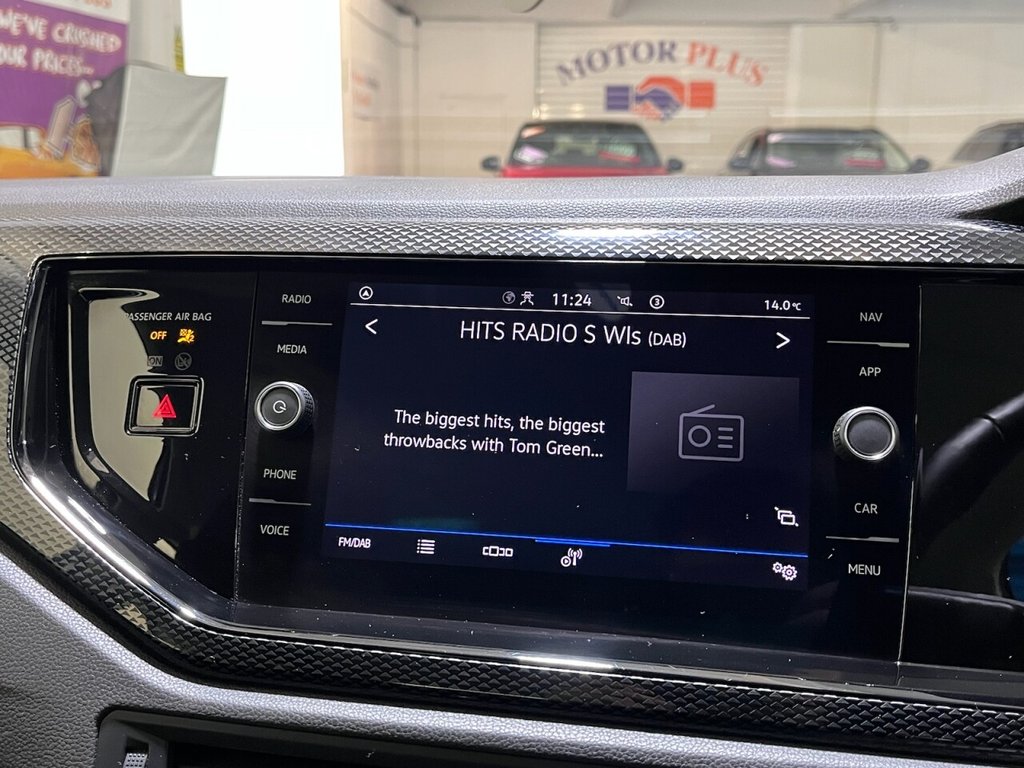 WE'VE CRUSHED
OUR PRICES...
MOTOR PLUS
PASSENGER AIR BAG
OFF
ON
RADIO
MEDIA
PHONE
VOICE
11:24
3
14.0°C
HITS RADIO S Wls (DAB)
The biggest hits, the biggest
throwbacks with Tom Green...
FM/DAB
NAV
APP
CAR
MENU